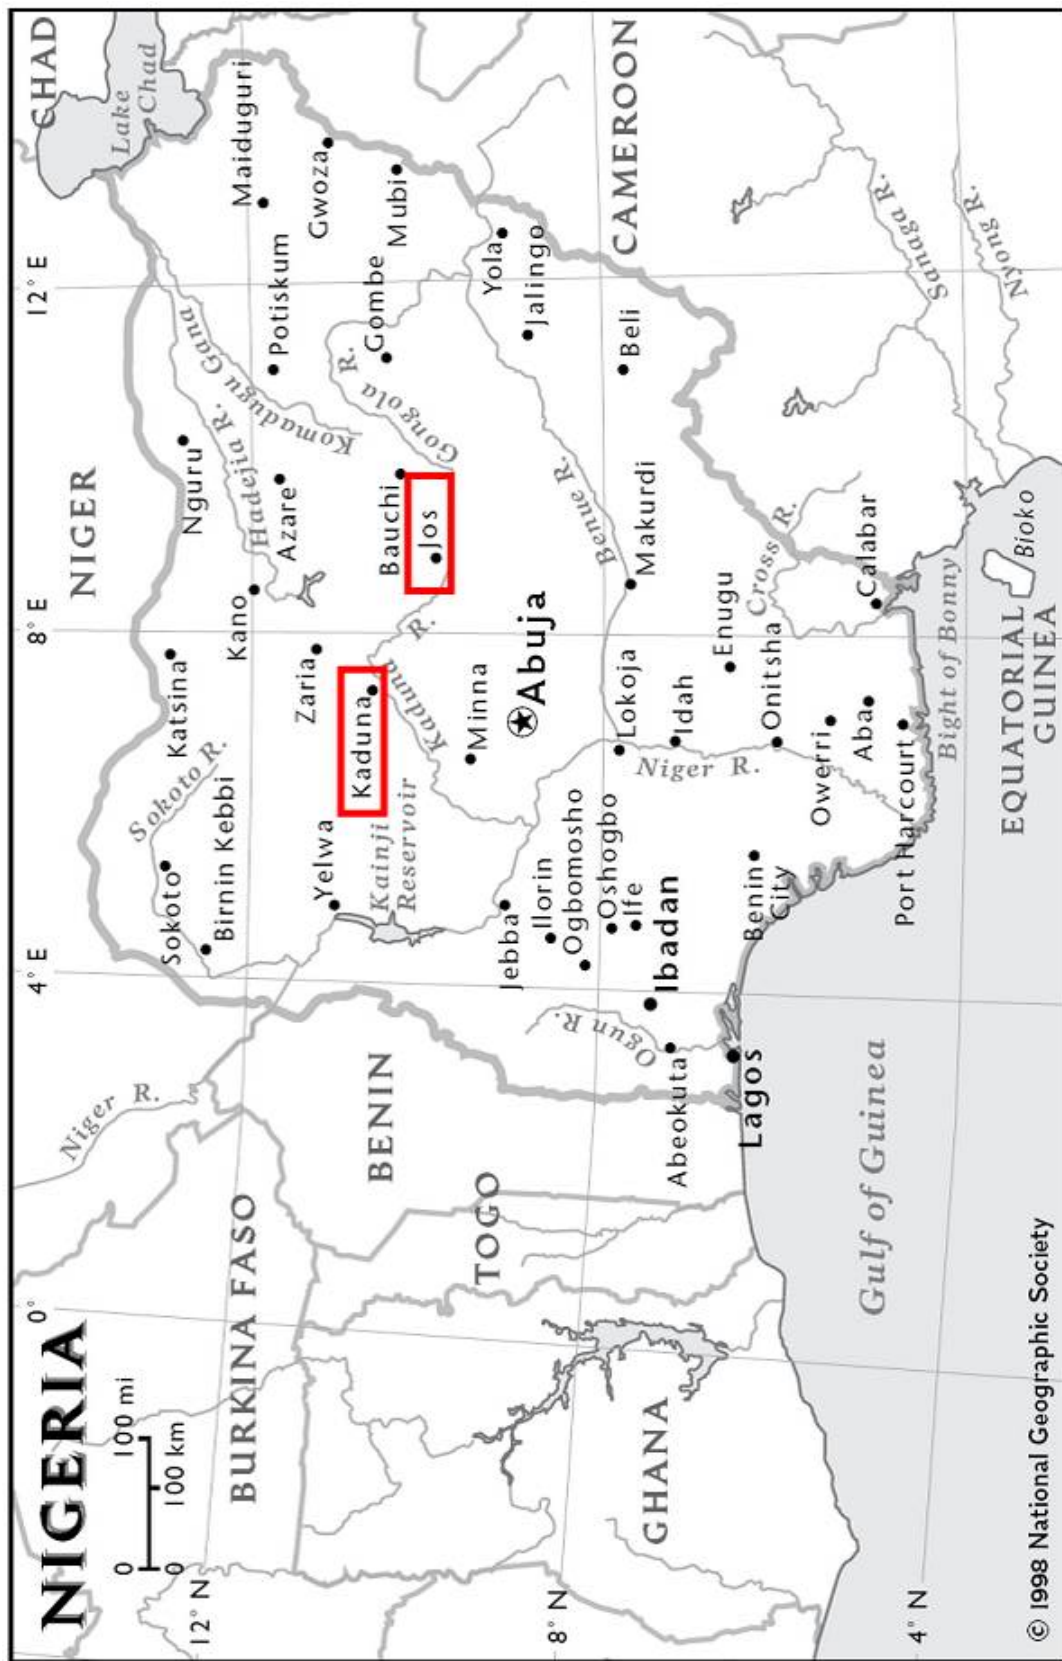 NIGERIA
0 100 mi
0 100 km
0°
4° E
8° E
12° E
12° N
8° N
4° N
NIGER
CHAD
Lake
Chad
BURKINA FASO
BENIN
TOGO
GHANA
CAMEROON
EQUATORIAL
GUINEA
Niger R.
Sokoto R.
Sokoto
Birnin Kebbi
Katsina
Kano
Nguru
Hadejia R.
Komadugu Gana
Azare
Potiskum
Maiduguri
Gwoza
Mubi
Gombe
Gongola R.
Bauchi
Jos
Zaria
Kaduna
Kaduna R.
Yelwa
Kainji
Reservoir
Minna
Abuja
Yola
Jalingo
Beli
Benue R.
Makurdi
Jebba
Ilorin
Ogbomosho
Oshogbo
Ife
Ibadan
Ogun R.
Abeokuta
Lagos
Lokoja
Idah
Niger R.
Enugu
Onitsha
Cross R.
Benin
City
Owerri
Aba
Calabar
Port Harcourt
Bight of Bonny
Bioko
Gulf of Guinea
Sanaga R.
Nyong R.
© 1998 National Geographic Society